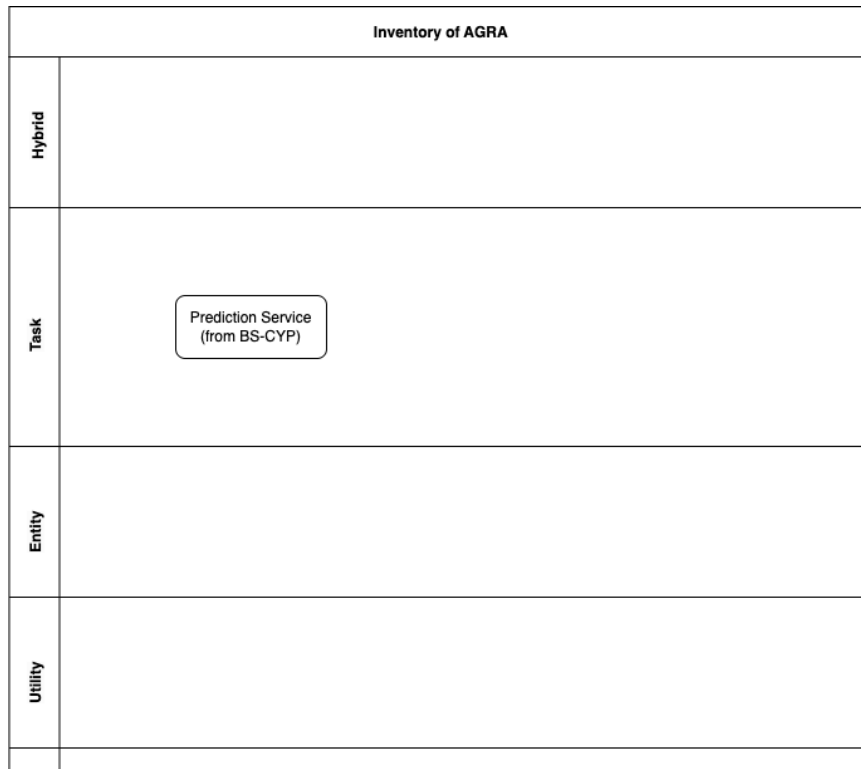 Inventory of AGRA
Hybrid
Task
Prediction Service
(from BS-CYP)
Entity
Utility